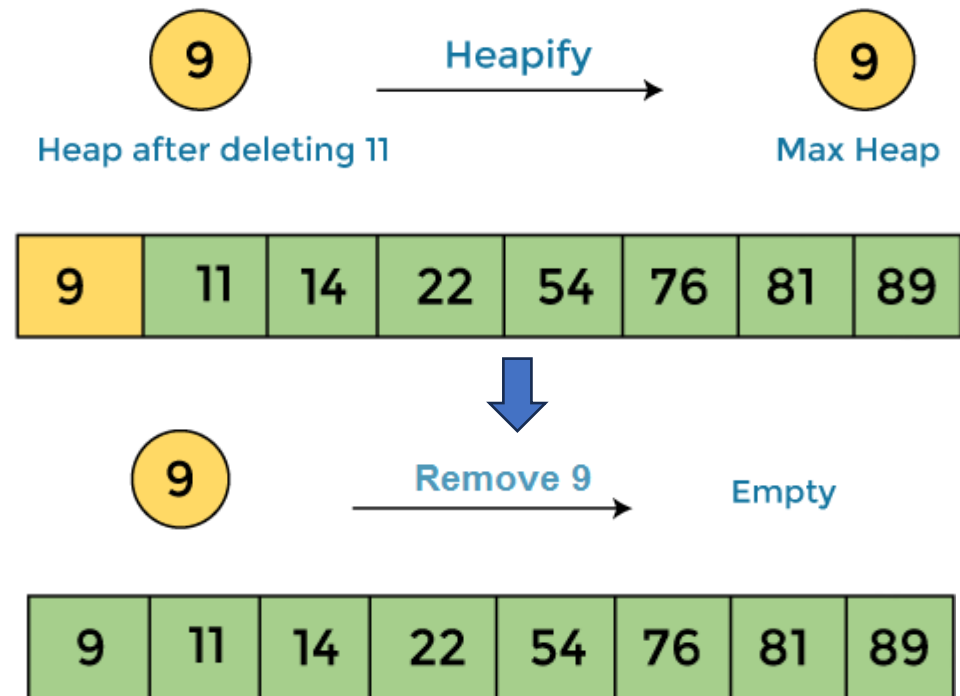 9 Heapify 9
Heap after deleting 11 Max Heap
9 11 14 22 54 76 81 89
9 Remove 9 Empty
9 11 14 22 54 76 81 89